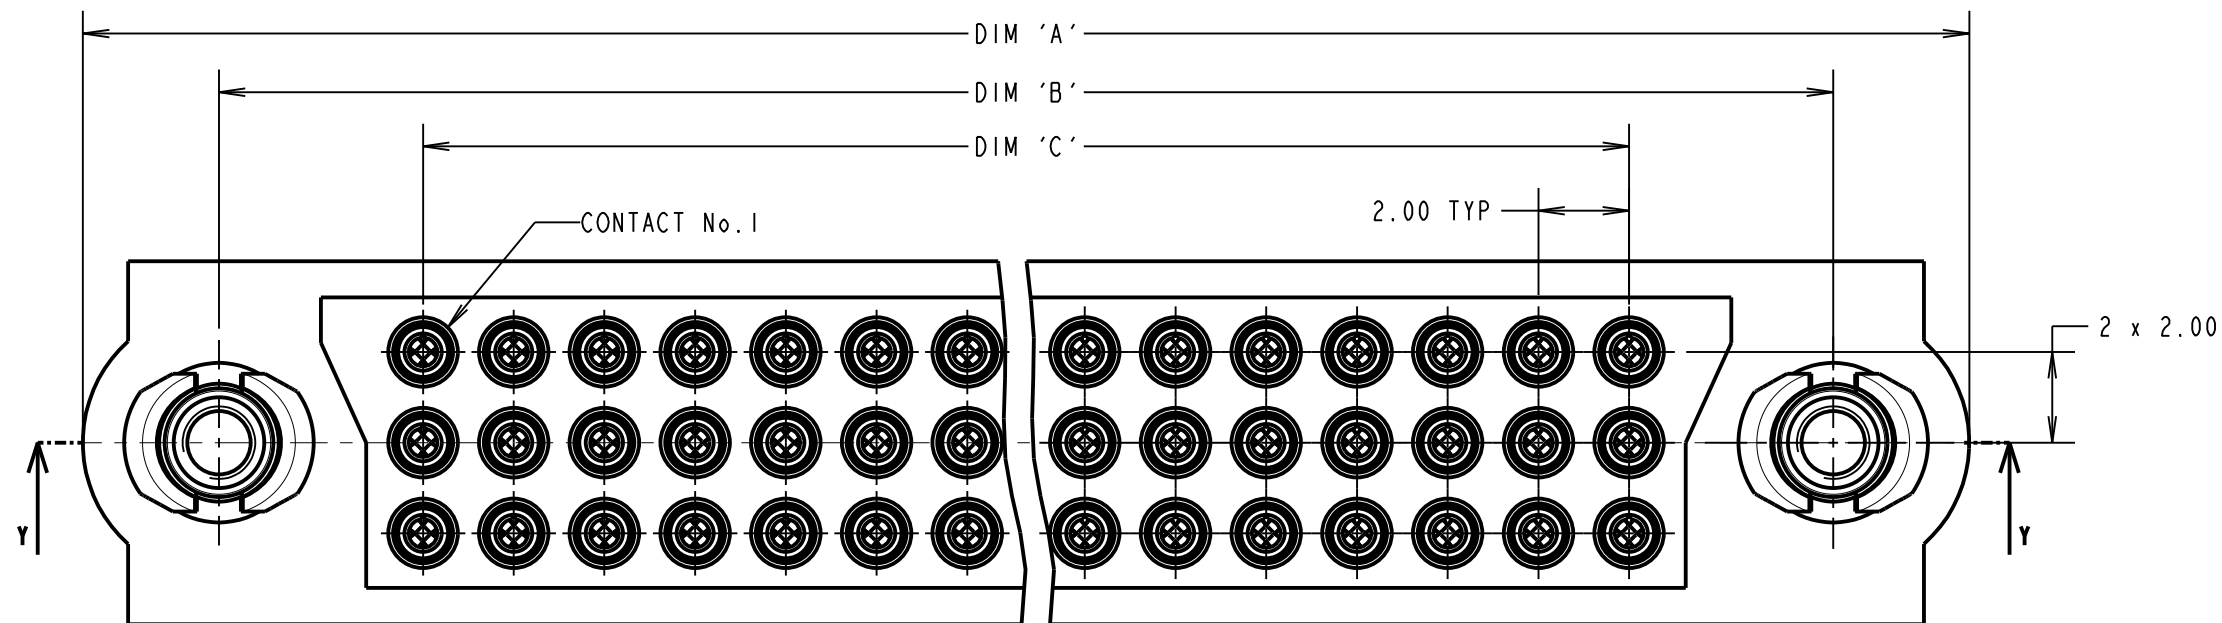 DIM 'A'
DIM 'B'
DIM 'C'
2.00 TYP
CONTACT No.1
2 x 2.00
Y
Y